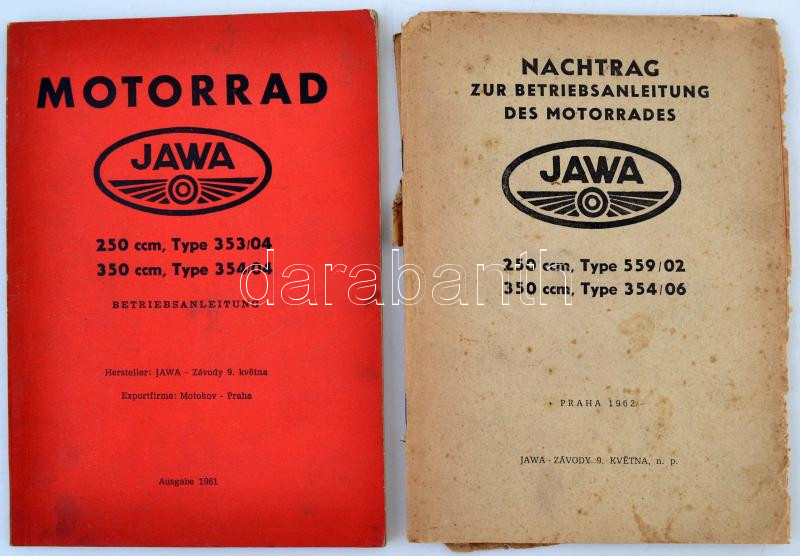 MOTORRAD
JAWA
250 ccm, Type 353/04
350 ccm, Type 354/04
BETRIEBSANLEITUNG
Hersteller: JAWA - Závody 9. května
Exportfirma: Motokov - Praha
Ausgabe 1961
NACHTRAG
ZUR BETRIEBSANLEITUNG
DES MOTORRADES
JAWA
250 ccm, Type 559/02
350 ccm, Type 354/06
PRAHA 1962
JAWA - ZÁVODY 9. KVĚTNA, n. p.
darabanth